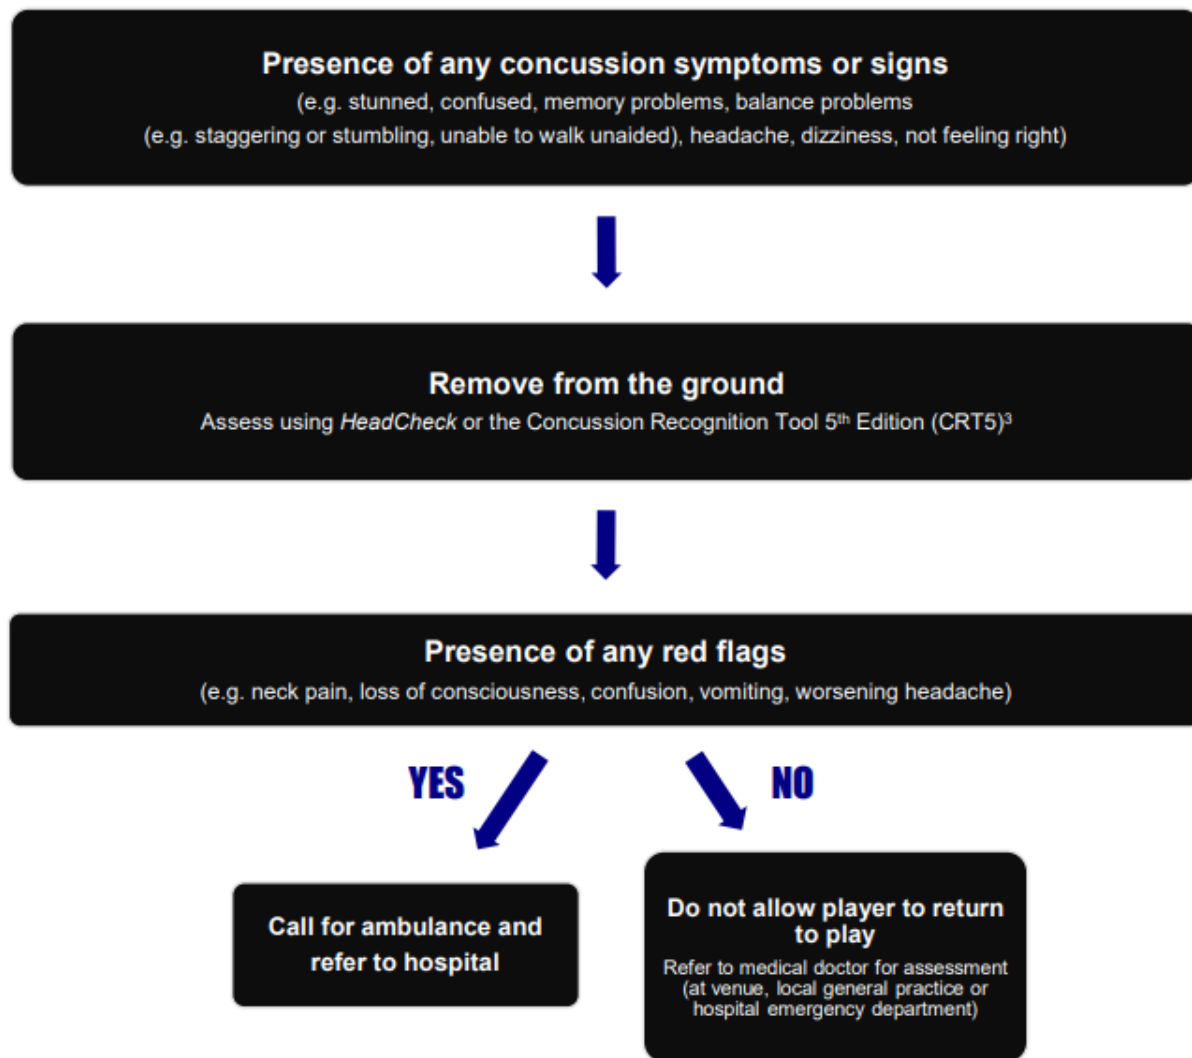 Presence of any concussion symptoms or signs
(e.g. stunned, confused, memory problems, balance problems
(e.g. staggering or stumbling, unable to walk unaided), headache, dizziness, not feeling right)
Remove from the ground
Assess using HeadCheck or the Concussion Recognition Tool 5th Edition (CRT5)3
Presence of any red flags
(e.g. neck pain, loss of consciousness, confusion, vomiting, worsening headache)
YES
NO
Call for ambulance and
refer to hospital
Do not allow player to return
to play
Refer to medical doctor for assessment
(at venue, local general practice or
hospital emergency department)